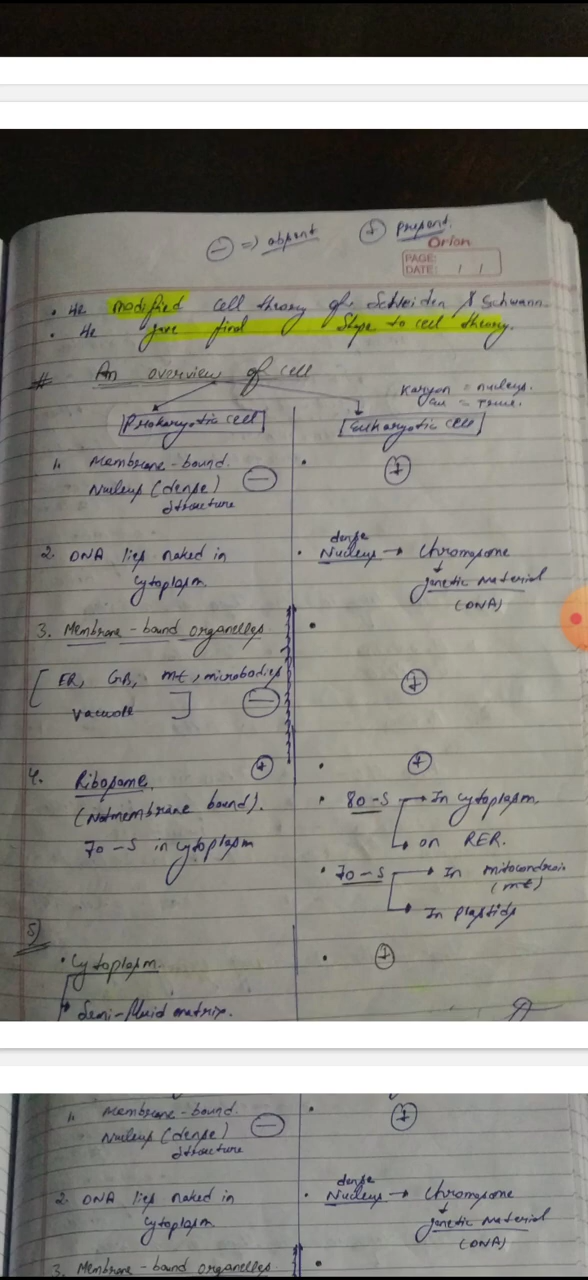 ⊖ => absent ⊕ present.
Orion
PAGE:
DATE: / /
• He modified cell theory of Schleiden & Schwann
• He gave final Shape to cell theory.
# An overview of cell
Karyon = nucleus.
Eu = True.
Prokaryotic cell Eukaryotic cell
1. Membrane-bound • ⊕
Nucleus (dense) ⊖
structure
2. DNA lies naked in • dense Nucleus → Chromosome
cytoplasm ↓ genetic material
(DNA)
3. Membrane-bound organelles •
[ ER, GB, mt, microbodies ⊕
vacuole ] ⊖
4. Ribosome. ⊕ • ⊕
(Not membrane bound). • 80-S → In cytoplasm
70-S in cytoplasm → on RER.
• 70-S → In mitocondria
(mt)
→ In plastids
5)
• Cytoplasm. • ⊕
→ Semi-fluid matrix.
1. Membrane-bound • ⊕
Nucleus (dense) ⊖
structure
2. DNA lies naked in • dense Nucleus → Chromosome
cytoplasm ↓ genetic material
(DNA)
3. Membrane-bound organelles •